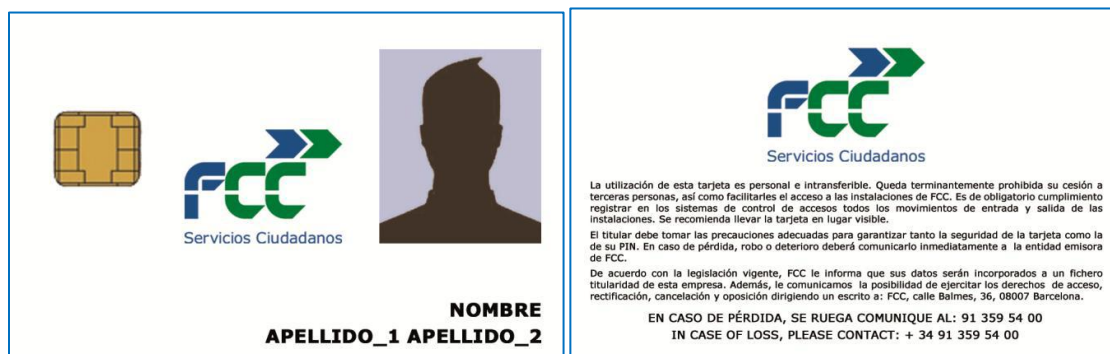 FCC
Servicios Ciudadanos
NOMBRE
APELLIDO_1 APELLIDO_2
FCC
Servicios Ciudadanos
La utilización de esta tarjeta es personal e intransferible. Queda terminantemente prohibida su cesión a
terceras personas, así como facilitarles el acceso a las instalaciones de FCC. Es de obligatorio cumplimiento
registrar en los sistemas de control de accesos todos los movimientos de entrada y salida de las
instalaciones. Se recomienda llevar la tarjeta en lugar visible.
El titular debe tomar las precauciones adecuadas para garantizar tanto la seguridad de la tarjeta como la
de su PIN. En caso de pérdida, robo o deterioro deberá comunicarlo inmediatamente a la entidad emisora
de FCC.
De acuerdo con la legislación vigente, FCC le informa que sus datos serán incorporados a un fichero
titularidad de esta empresa. Además, le comunicamos la posibilidad de ejercitar los derechos de acceso,
rectificación, cancelación y oposición dirigiendo un escrito a: FCC, calle Balmes, 36, 08007 Barcelona.
EN CASO DE PÉRDIDA, SE RUEGA COMUNIQUE AL: 91 359 54 00
IN CASE OF LOSS, PLEASE CONTACT: + 34 91 359 54 00